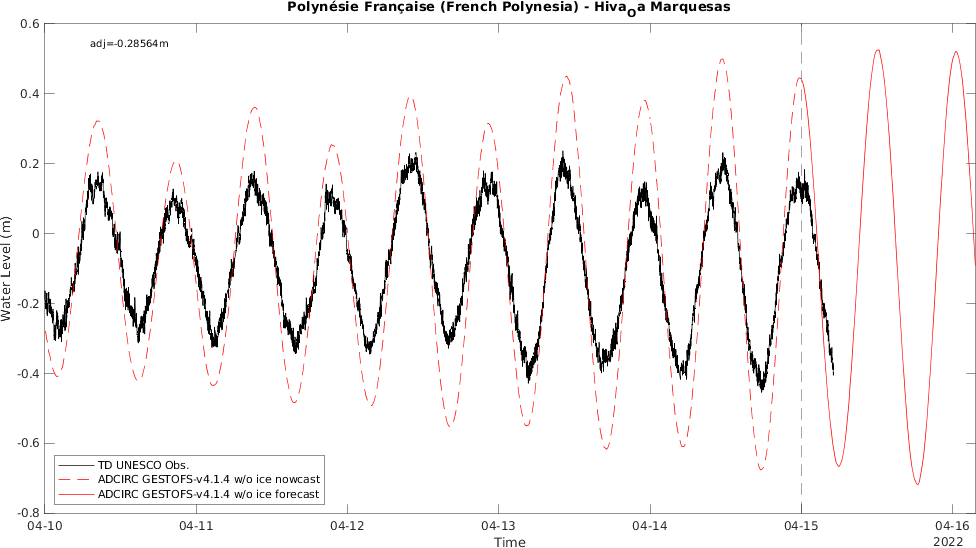 Polynésie Française (French Polynesia) - Hiva_Oa Marquesas
adj=-0.28564m
0.6
0.4
0.2
0
-0.2
-0.4
-0.6
-0.8
Water Level (m)
TD UNESCO Obs.
ADCIRC GESTOFS-v4.1.4 w/o ice nowcast
ADCIRC GESTOFS-v4.1.4 w/o ice forecast
04-10 04-11 04-12 04-13 04-14 04-15 04-16
Time 2022